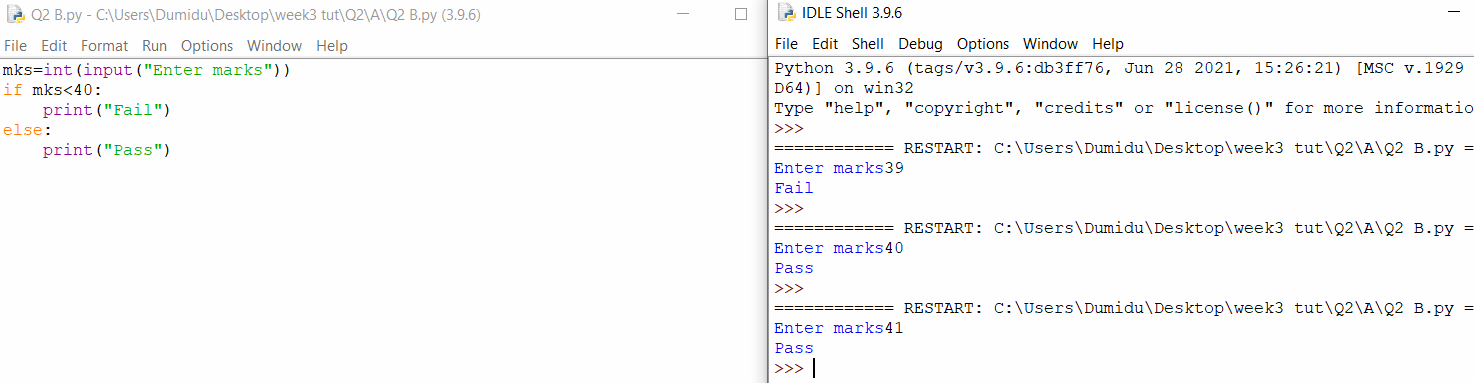 Q2 B.py - C:\Users\Dumidu\Desktop\week3 tut\Q2\A\Q2 B.py (3.9.6)
File Edit Format Run Options Window Help
mks=int(input("Enter marks"))
if mks<40:
    print("Fail")
else:
    print("Pass")
IDLE Shell 3.9.6
File Edit Shell Debug Options Window Help
Python 3.9.6 (tags/v3.9.6:db3ff76, Jun 28 2021, 15:26:21) [MSC v.1929
D64)] on win32
Type "help", "copyright", "credits" or "license()" for more informatio
>>>
============ RESTART: C:\Users\Dumidu\Desktop\week3 tut\Q2\A\Q2 B.py =
Enter marks39
Fail
>>>
============ RESTART: C:\Users\Dumidu\Desktop\week3 tut\Q2\A\Q2 B.py =
Enter marks40
Pass
>>>
============ RESTART: C:\Users\Dumidu\Desktop\week3 tut\Q2\A\Q2 B.py =
Enter marks41
Pass
>>>